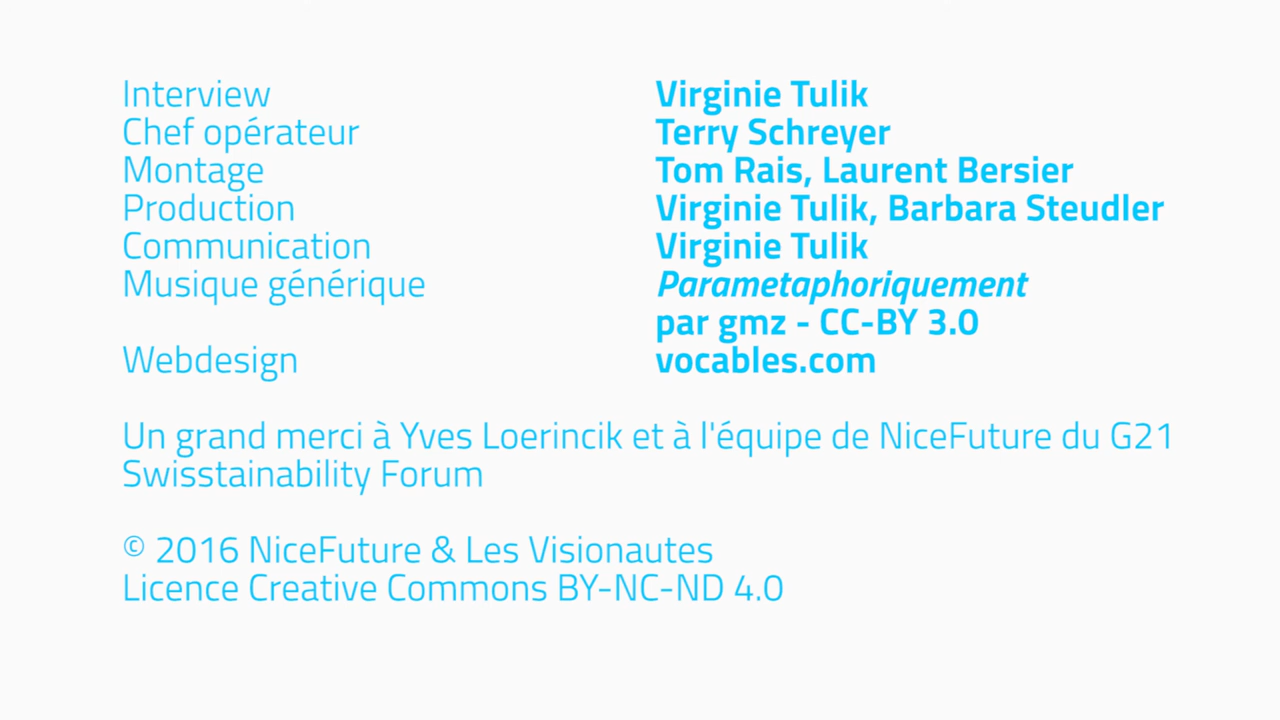 Interview Virginie Tulik
Chef opérateur Terry Schreyer
Montage Tom Rais, Laurent Bersier
Production Virginie Tulik, Barbara Steudler
Communication Virginie Tulik
Musique générique Parametaphoriquement
par gmz - CC-BY 3.0
Webdesign vocables.com
Un grand merci à Yves Loerincik et à l'équipe de NiceFuture du G21
Swisstainability Forum
© 2016 NiceFuture & Les Visionautes
Licence Creative Commons BY-NC-ND 4.0